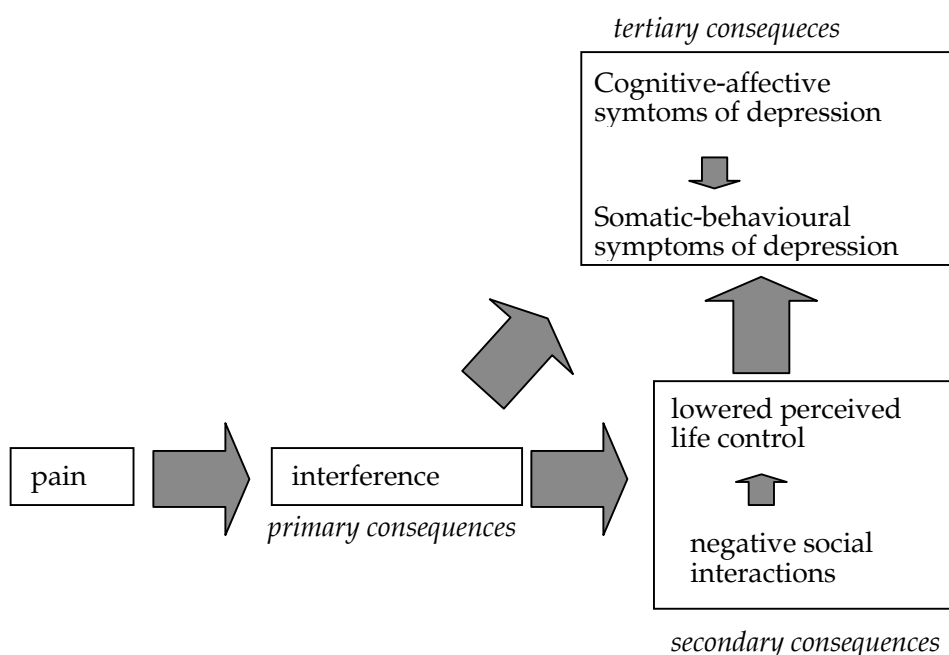 tertiary consequeces
Cognitive-affective
symtoms of depression
Somatic-behavioural
symptoms of depression
lowered perceived
life control
pain
interference
primary consequences
negative social
interactions
secondary consequences